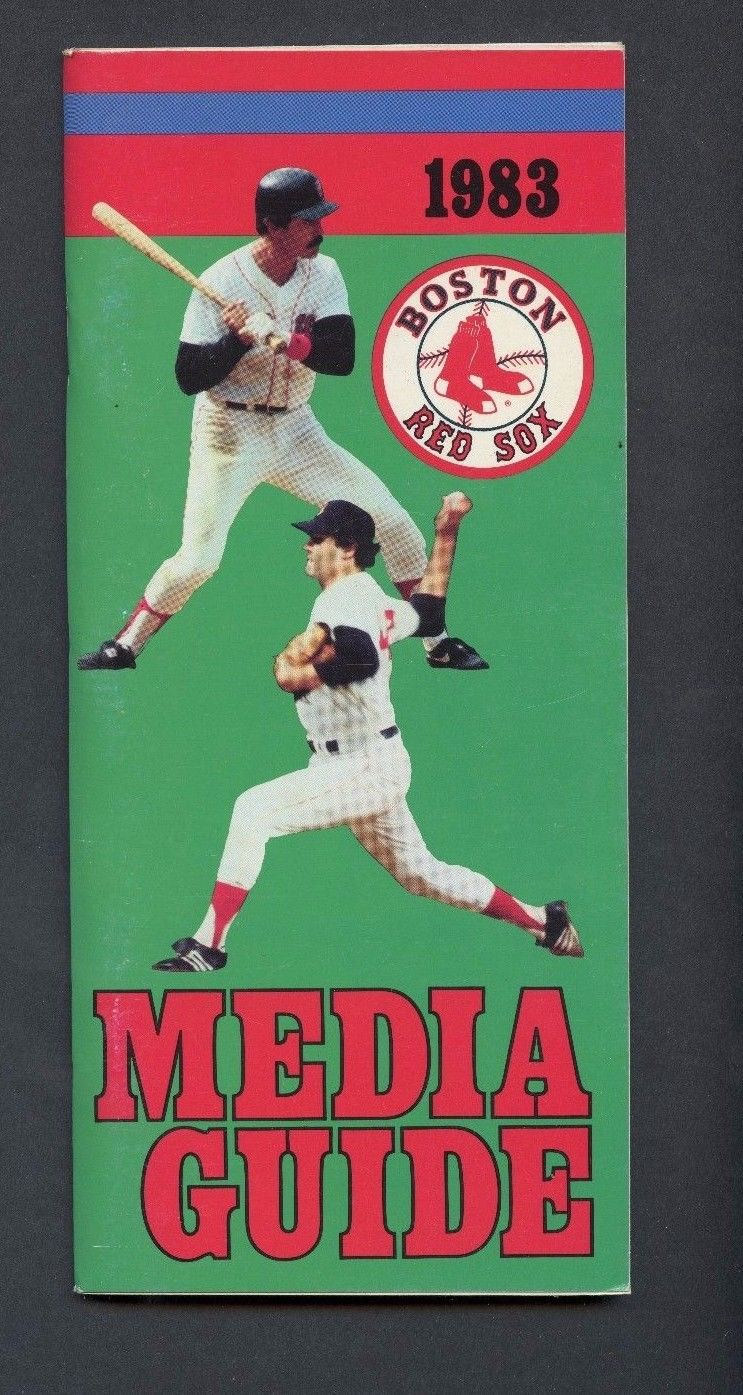 1983
BOSTON
RED SOX
®
MEDIA
GUIDE